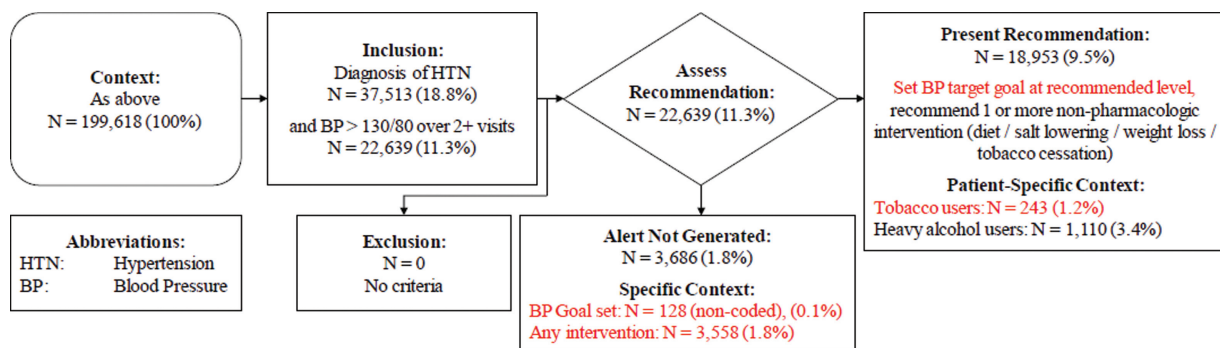 Context:
As above
N = 199,618 (100%)
Inclusion:
Diagnosis of HTN
N = 37,513 (18.8%)
and BP > 130/80 over 2+ visits
N = 22,639 (11.3%)
Assess
Recommendation:
N = 22,639 (11.3%)
Present Recommendation:
N = 18,953 (9.5%)
Set BP target goal at recommended level,
recommend 1 or more non-pharmacologic
intervention (diet / salt lowering / weight loss /
tobacco cessation)
Patient-Specific Context:
Tobacco users: N = 243 (1.2%)
Heavy alcohol users: N = 1,110 (3.4%)
Abbreviations:
HTN: Hypertension
BP: Blood Pressure
Exclusion:
N = 0
No criteria
Alert Not Generated:
N = 3,686 (1.8%)
Specific Context:
BP Goal set: N = 128 (non-coded), (0.1%)
Any intervention: N = 3,558 (1.8%)